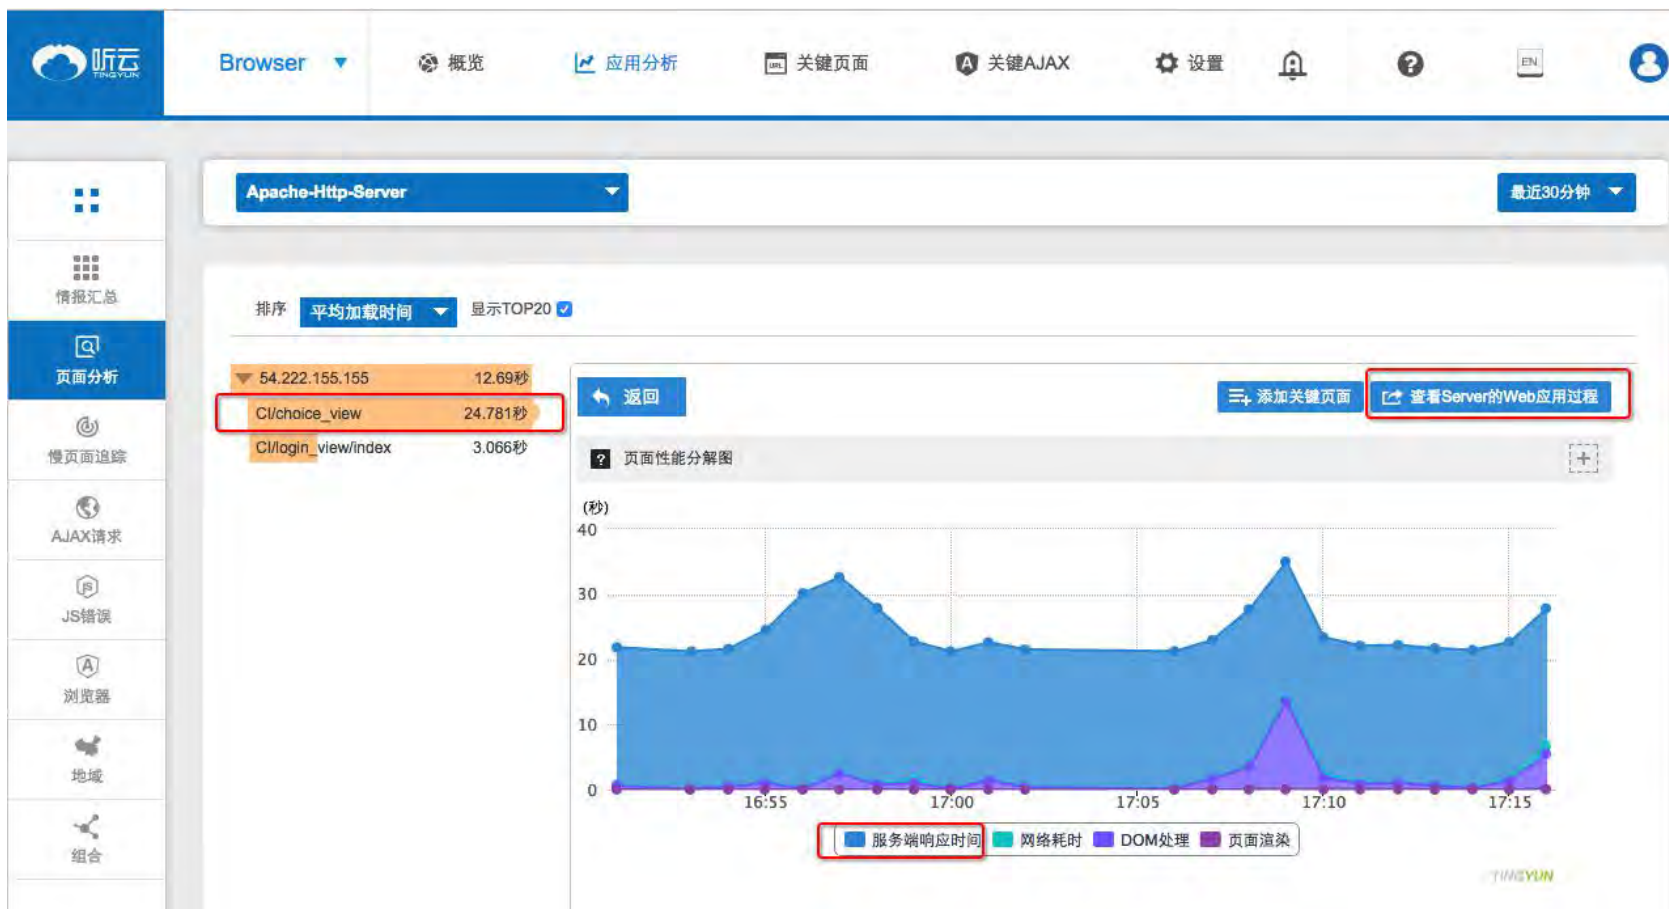 听云
TINGYUN
Browser
概览
应用分析
URL
关键页面
A
关键AJAX
设置
EN
Apache-Http-Server
最近30分钟
情报汇总
页面分析
慢页面追踪
AJAX请求
JS
JS错误
A
浏览器
地域
组合
排序
平均加载时间
显示TOP20
54.222.155.155 12.69秒
CI/choice_view 24.781秒
CI/login_view/index 3.066秒
返回
添加关键页面
查看Server的Web应用过程
? 页面性能分解图
(秒)
40
30
20
10
0
16:55 17:00 17:05 17:10 17:15
服务端响应时间 网络耗时 DOM处理 页面渲染
TINGYUN